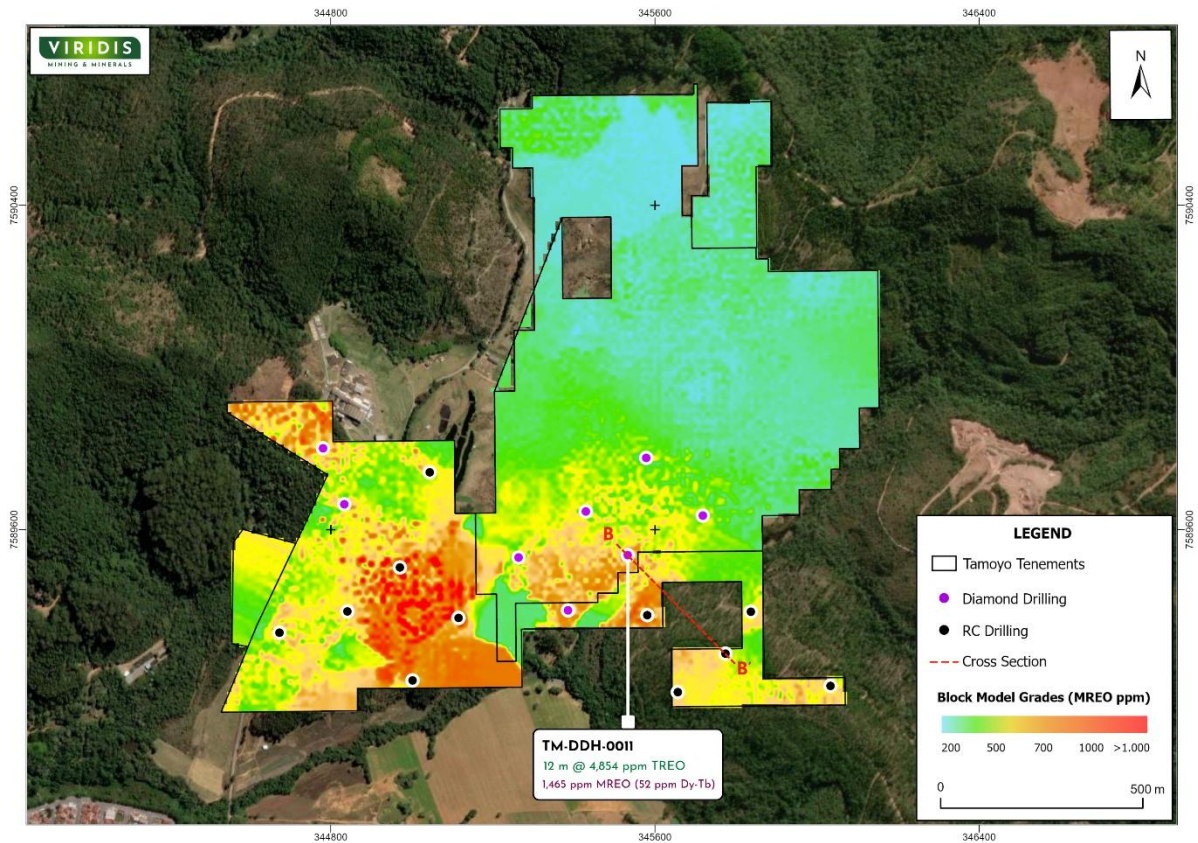 344800 345600 346400
VIRIDIS
MINING & MINERALS
N
7590400 7590400
7589600 7589600
B
B'
TM-DDH-0011
12 m @ 4,854 ppm TREO
1,465 ppm MREO (52 ppm Dy-Tb)
LEGEND
Tamoyo Tenements
Diamond Drilling
RC Drilling
Cross Section
Block Model Grades (MREO ppm)
200 500 700 1000 >1.000
0 500 m
344800 345600 346400